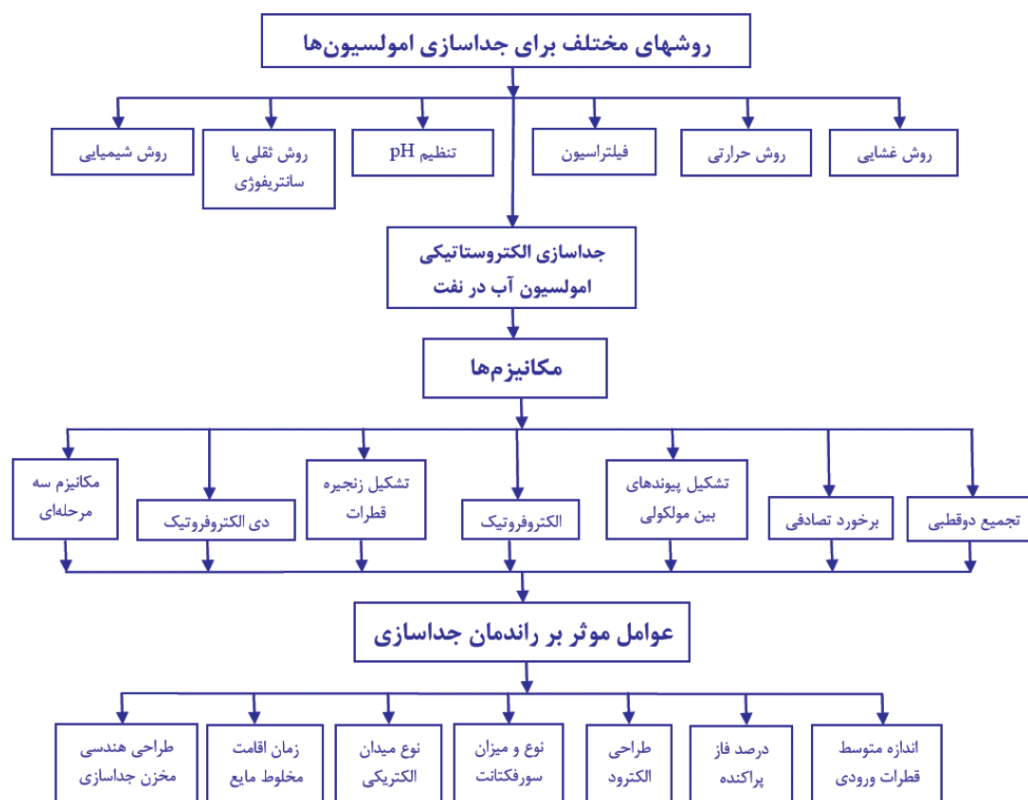 روشهای مختلف برای جداسازی امولسیون‌ها
روش غشایی
روش حرارتی
فیلتراسیون
تنظیم pH
روش ثقلی یا
سانتریفوژی
روش شیمیایی
جداسازی الکتروستاتیکی
امولسیون آب در نفت
مکانیزم‌ها
تجمیع دوقطبی
برخورد تصادفی
تشکیل پیوندهای
بین مولکولی
الکتروفروتیک
تشکیل زنجیره
قطرات
دی الکتروفروتیک
مکانیزم سه
مرحله‌ای
عوامل موثر بر راندمان جداسازی
اندازه متوسط
قطرات ورودی
درصد فاز
پراکنده
طراحی
الکترود
نوع و میزان
سورفکتانت
نوع میدان
الکتریکی
زمان اقامت
مخلوط مایع
طراحی هندسی
مخزن جداسازی